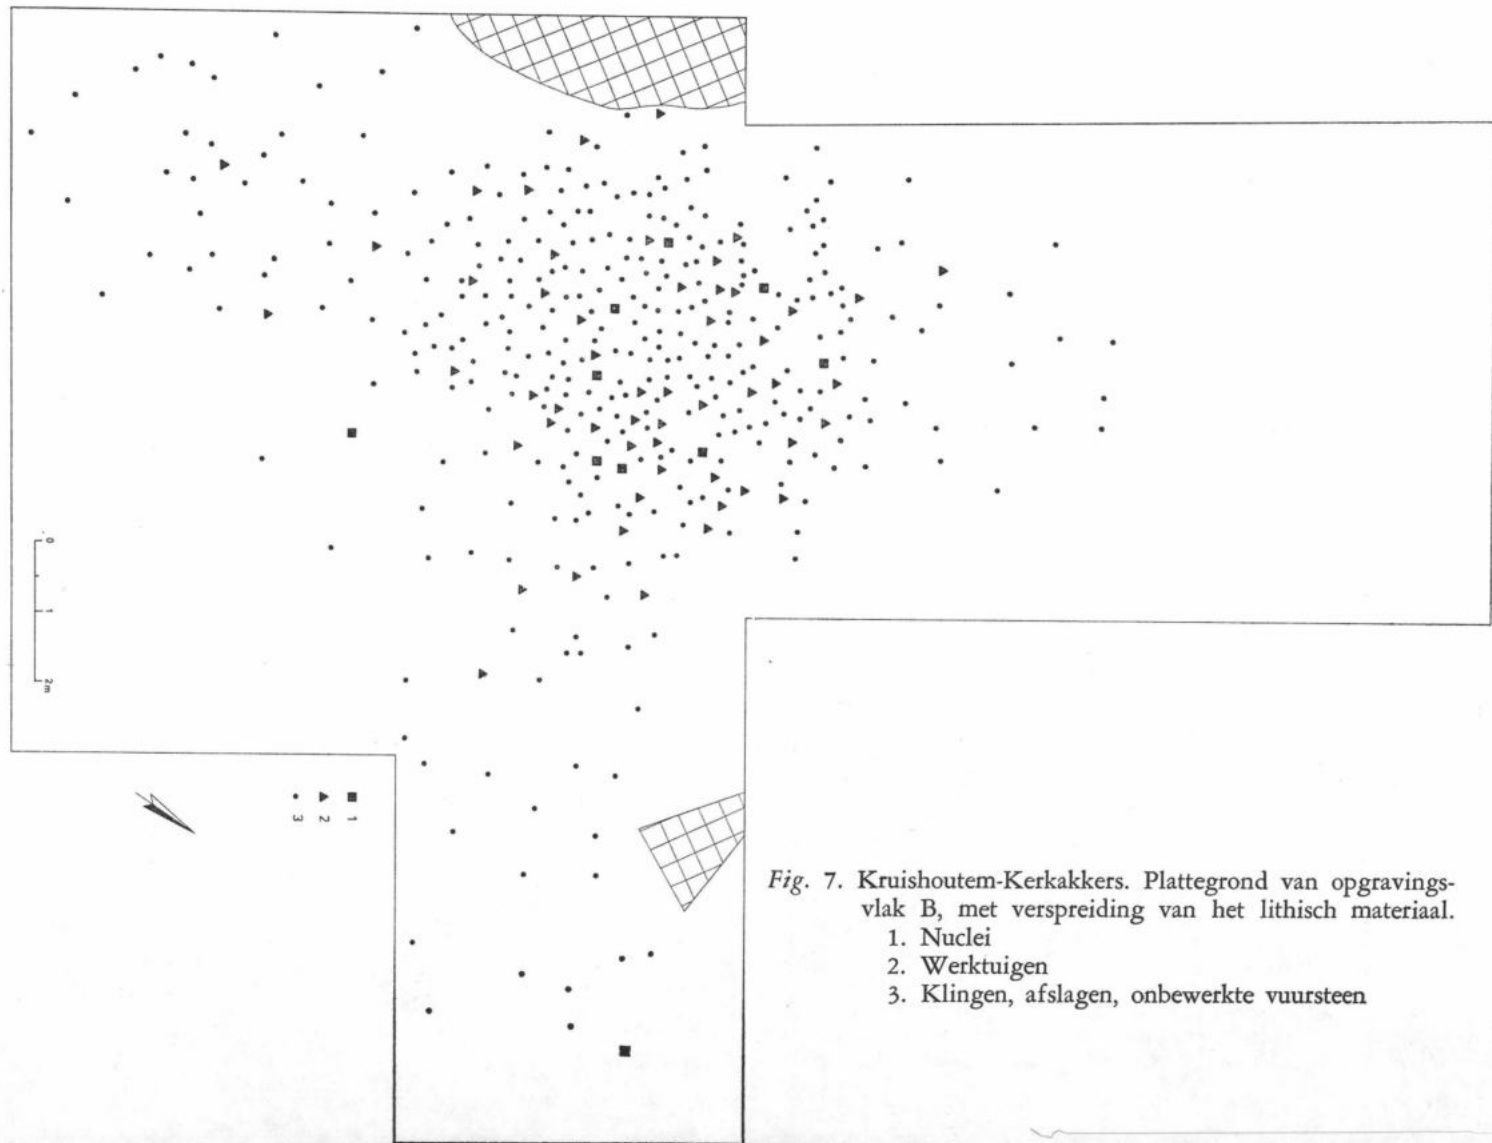 0
1
2m
1
2
3
Fig. 7. Kruishoutem-Kerkakkers. Plattegrond van opgravings-
vlak B, met verspreiding van het lithisch materiaal.
1. Nuclei
2. Werktuigen
3. Klingen, afslagen, onbewerkte vuursteen